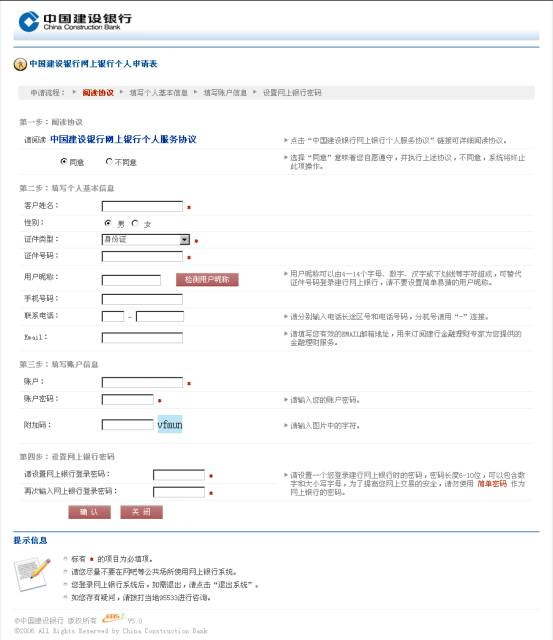 中国建设银行
China Construction Bank
中国建设银行网上银行个人申请表
申请流程： 阅读协议 填写个人基本信息 填写账户信息 设置网上银行密码
第一步：阅读协议
请阅读 中国建设银行网上银行个人服务协议
点击“中国建设银行网上银行个人服务协议”链接可详细阅读协议。
同意 不同意
选择“同意”意味着您自愿遵守，并执行上述协议，不同意，系统将终止
此项操作。
第二步：填写个人基本信息
客户姓名： *
性别： 男 女
证件类型： 身份证 *
证件号码： *
用户昵称： 检测用户昵称
用户昵称可以由4--14个字母、数字、汉字或下划线等字符组成，可替代
证件号码登录建行网上银行，请不要设置简单易猜的用户昵称。
手机号码：
联系电话： -
请分别输入电话长途区号和电话号码，分机号请用“-”连接。
Email：
请填写您有效的EMAIL邮箱地址，用来订阅建行金融理财专家为您提供的
金融理财服务。
第三步：填写账户信息
账户： *
账户密码： *
请输入您的账户密码。
附加码： vfmun
请输入图片中的字符。
第四步：设置网上银行密码
请设置网上银行登录密码： *
再次输入网上银行登录密码： *
请设置一个您登录建行网上银行时的密码，密码长度6-10位，可以包含数
字和大小写字母，为了提高您网上交易的安全，请勿使用 简单密码 作为
网上银行的密码。
确 认 关 闭
提示信息
标有 * 的项目为必填项。
请您尽量不要在网吧等公共场所使用网上银行系统。
您登录网上银行系统后，如需退出，请点击“退出系统”。
如您存有疑问，请拨打当地95533进行咨询。
©中国建设银行 版权所有 V5.0
©2006 All Rights Reserved by China Construction Bank